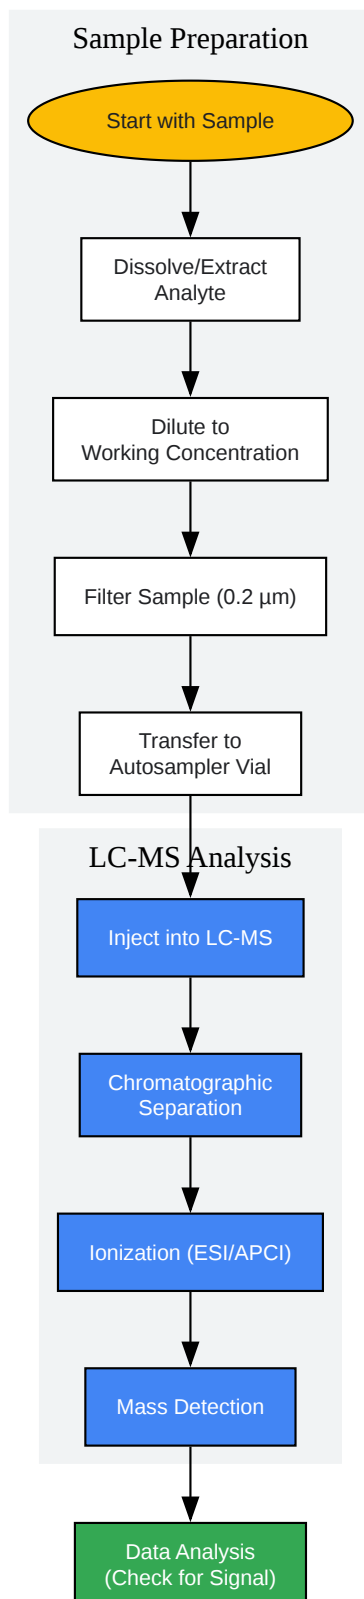 Sample Preparation
Start with Sample
Dissolve/Extract
Analyte
Dilute to
Working Concentration
Filter Sample (0.2 µm)
Transfer to
Autosampler Vial
LC-MS Analysis
Inject into LC-MS
Chromatographic
Separation
Ionization (ESI/APCI)
Mass Detection
Data Analysis
(Check for Signal)